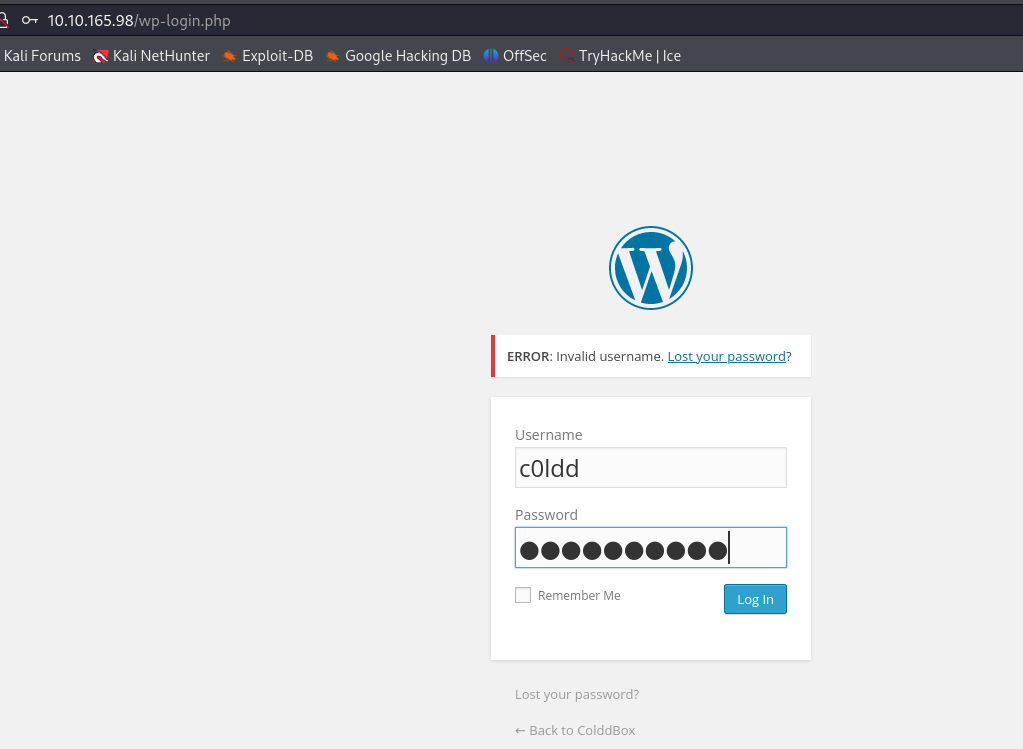 10.10.165.98/wp-login.php
Kali Forums Kali NetHunter Exploit-DB Google Hacking DB OffSec TryHackMe | Ice
ERROR: Invalid username. Lost your password?
Username
c0ldd
Password
Remember Me Log In
Lost your password?
← Back to ColddBox